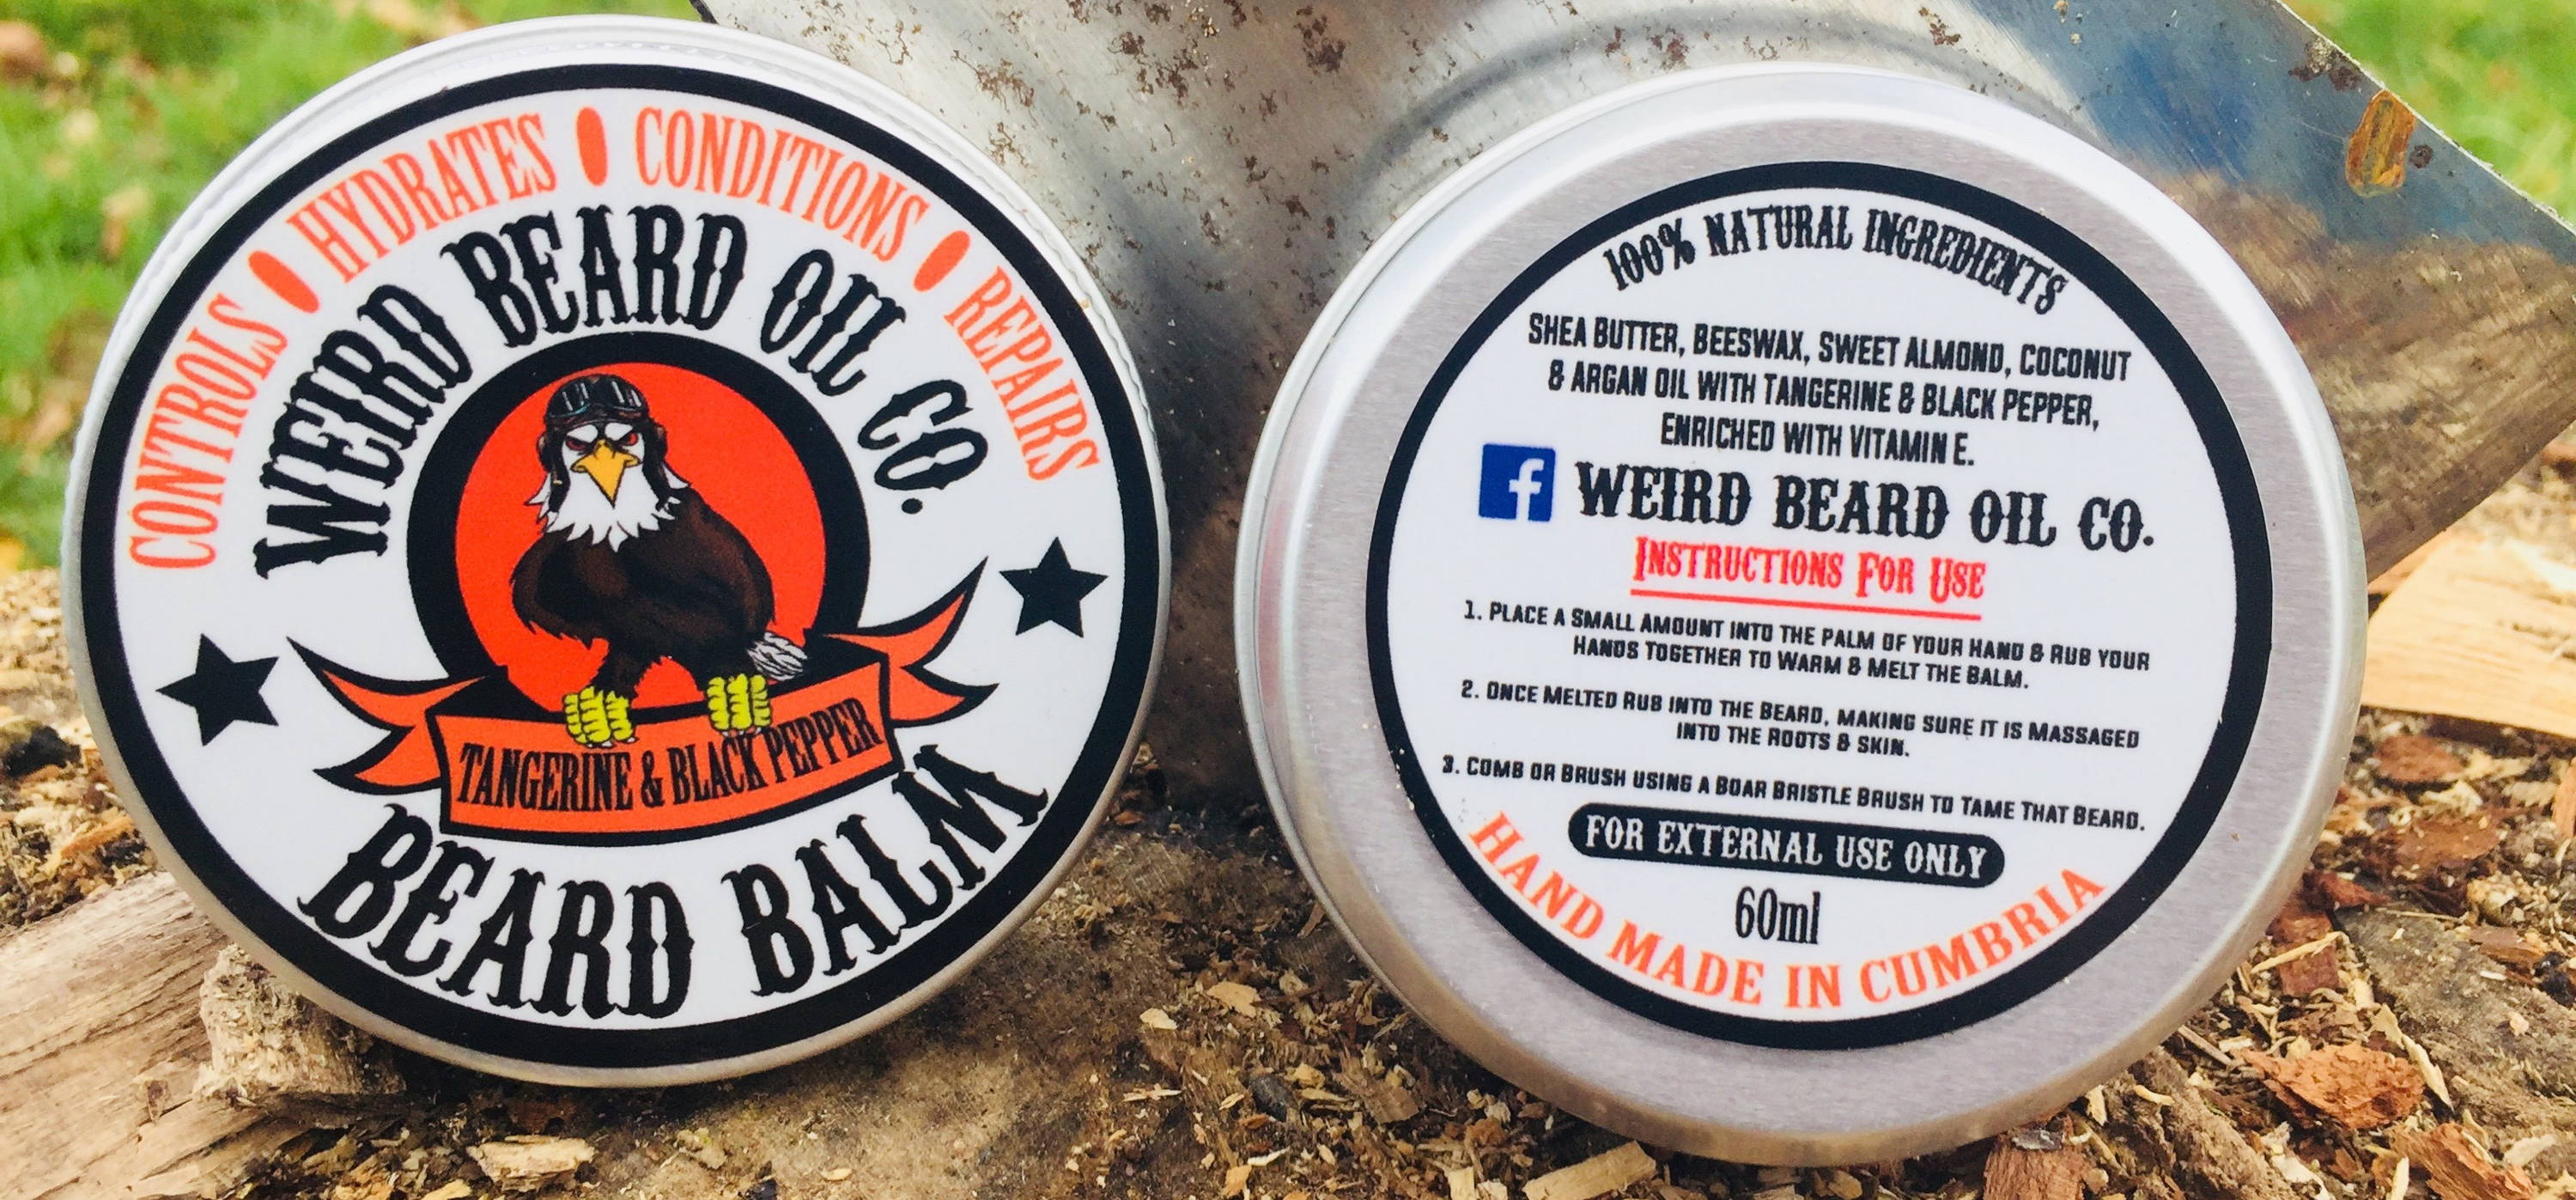 CONTROLS HYDRATES CONDITIONS REPAIRS
WEIRD BEARD OIL CO.
TANGERINE & BLACK PEPPER
BEARD BALM
100% NATURAL INGREDIENTS
SHEA BUTTER, BEESWAX, SWEET ALMOND, COCONUT
& ARGAN OIL WITH TANGERINE & BLACK PEPPER,
ENRICHED WITH VITAMIN E.
f WEIRD BEARD OIL CO.
INSTRUCTIONS FOR USE
1. PLACE A SMALL AMOUNT INTO THE PALM OF YOUR HAND & RUB YOUR
HANDS TOGETHER TO WARM & MELT THE BALM.
2. ONCE MELTED RUB INTO THE BEARD, MAKING SURE IT IS MASSAGED
INTO THE ROOTS & SKIN.
3. COMB OR BRUSH USING A BOAR BRISTLE BRUSH TO TAME THAT BEARD.
FOR EXTERNAL USE ONLY
60ml
HAND MADE IN CUMBRIA